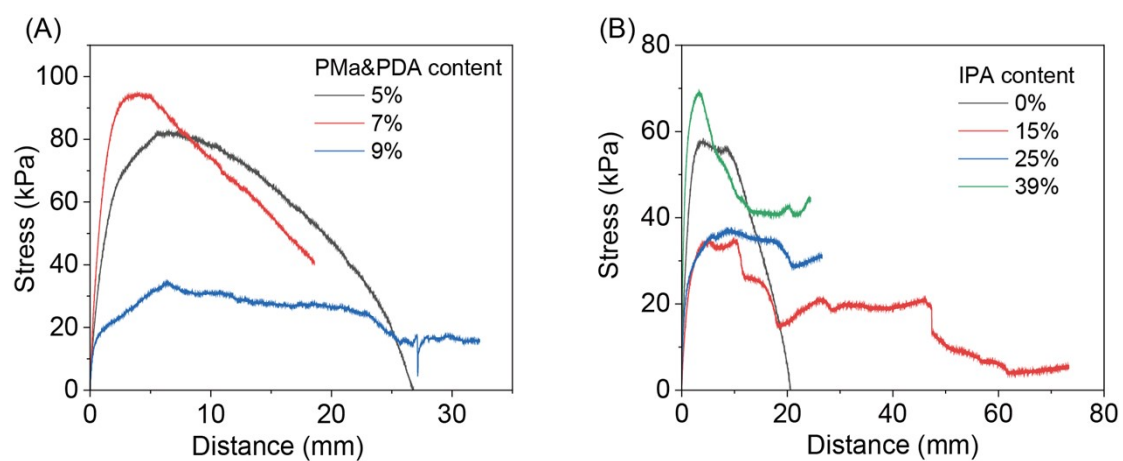 (A)
PMa&PDA content
5%
7%
9%
100
80
60
40
20
0
Stress (kPa)
0 10 20 30
Distance (mm)
(B)
IPA content
0%
15%
25%
39%
80
60
40
20
0
Stress (kPa)
0 20 40 60 80
Distance (mm)